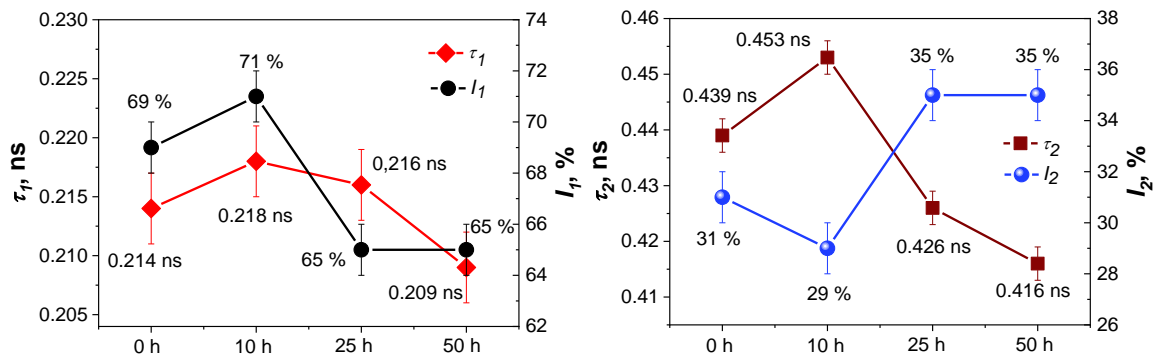 0.230
0.225
0.220
0.215
0.210
0.205
τ1, ns
74
72
70
68
66
64
62
I1, %
0 h
10 h
25 h
50 h
τ1
I1
69 %
71 %
65 %
65 %
0.214 ns
0.218 ns
0,216 ns
0.209 ns
0.46
0.45
0.44
0.43
0.42
0.41
τ2, ns
38
36
34
32
30
28
26
I2, %
0 h
10 h
25 h
50 h
τ2
I2
0.439 ns
0.453 ns
0.426 ns
0.416 ns
31 %
29 %
35 %
35 %